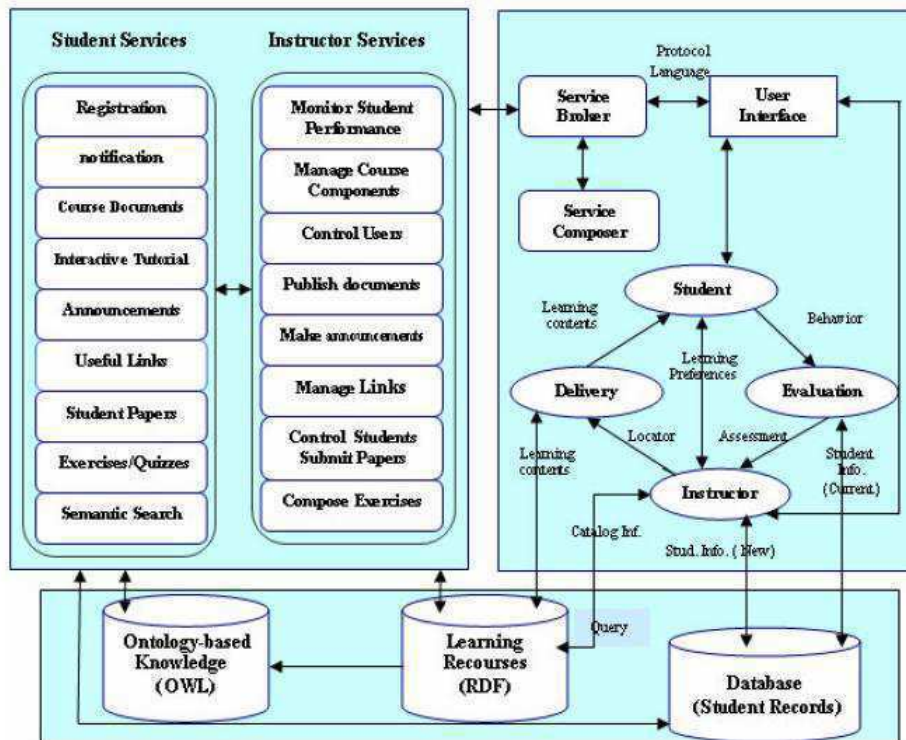 Student Services
Instructor Services
Registration
notification
Course Documents
Interactive Tutorial
Announcements
Useful Links
Student Papers
Exercises/Quizzes
Semantic Search
Monitor Student
Performance
Manage Course
Components
Control Users
Publish documents
Make announcements
Manage Links
Control Students
Submit Papers
Compose Exercises
Protocol
Language
Service
Broker
User
Interface
Service
Composer
Student
Learning
contents
Behavior
Learning
Preferences
Delivery
Evaluation
Locator
Assessment
Learning
contents
Student
Info.
(Current)
Instructor
Catalog Inf.
Stud. Info. ( New)
Query
Ontology-based
Knowledge
(OWL)
Learning
Recourses
(RDF)
Database
(Student Records)